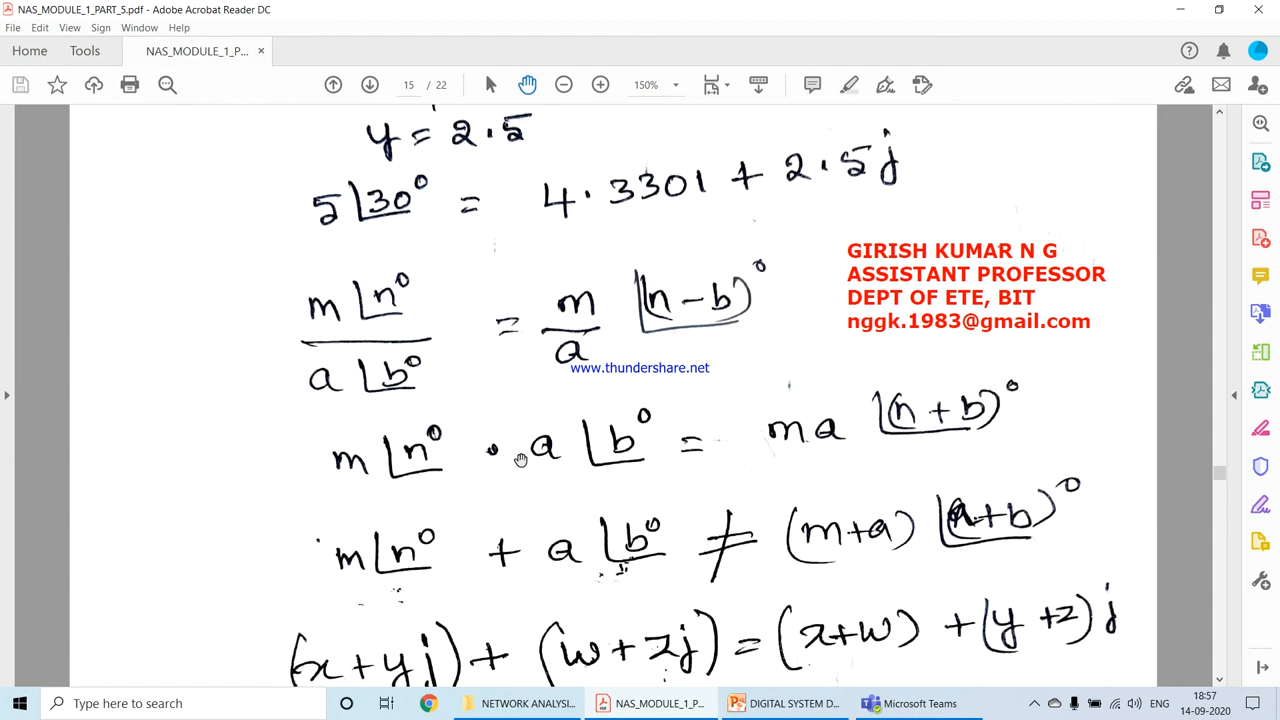 NAS_MODULE_1_PART_5.pdf - Adobe Acrobat Reader DC
File Edit View Sign Window Help
Home Tools NAS_MODULE_1_P... ×
15 / 22 150%
y = 2.5
5∠30° = 4.3301 + 2.5j
GIRISH KUMAR N G
ASSISTANT PROFESSOR
DEPT OF ETE, BIT
nggk.1983@gmail.com
m∠n° / a∠b° = m/a ∠(n-b)°
www.thundershare.net
m∠n° . a∠b° = ma ∠(n+b)°
m∠n° + a∠b° ≠ (m+a) ∠(n+b)°
(x+yj) + (w+zj) = (x+w) + (y+z)j
Type here to search
NETWORK ANALYSI...
NAS_MODULE_1_P...
DIGITAL SYSTEM D...
Microsoft Teams
ENG
18:57
14-09-2020